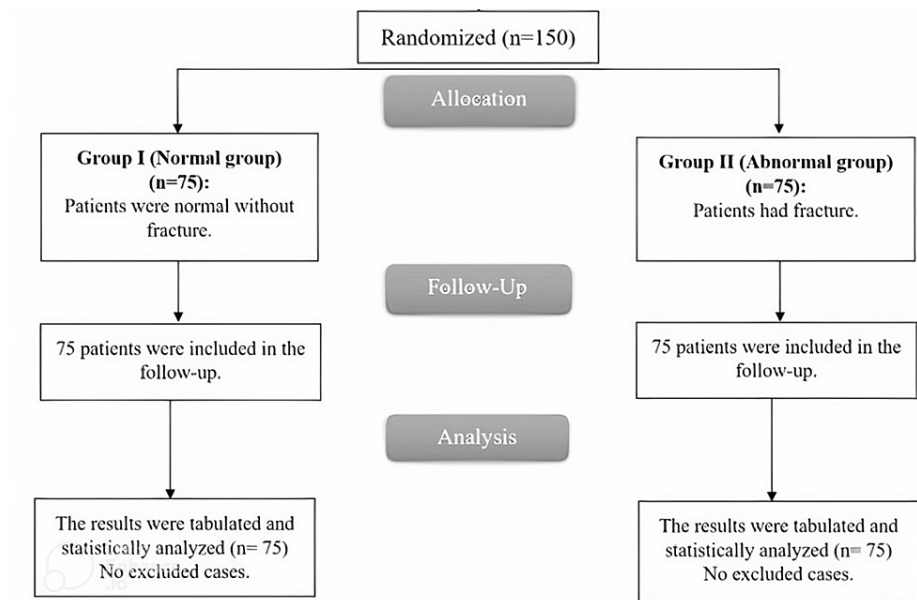 Randomized (n=150)
Allocation
Group I (Normal group)
(n=75):
Patients were normal without
fracture.
Group II (Abnormal group)
(n=75):
Patients had fracture.
Follow-Up
75 patients were included in the
follow-up.
75 patients were included in the
follow-up.
Analysis
The results were tabulated and
statistically analyzed (n= 75)
No excluded cases.
The results were tabulated and
statistically analyzed (n= 75)
No excluded cases.